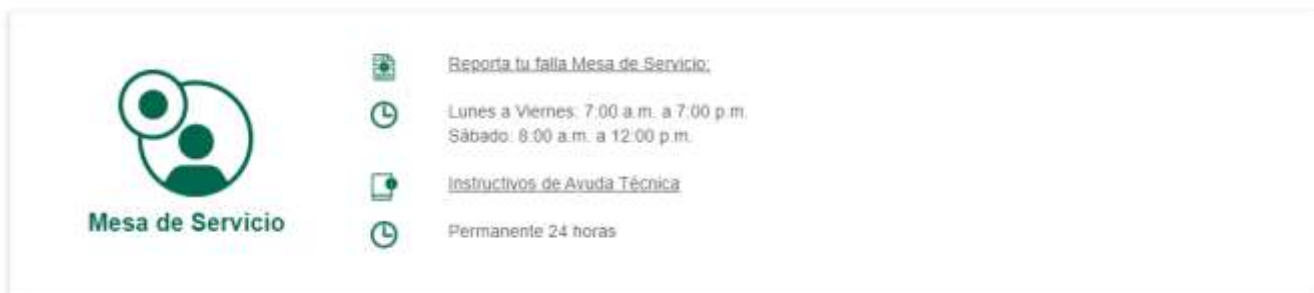 Mesa de Servicio
Reporta tu falla Mesa de Servicio:
Lunes a Viernes: 7:00 a.m. a 7:00 p.m.
Sábado: 8:00 a.m. a 12:00 p.m.
Instructivos de Ayuda Técnica
Permanente 24 horas